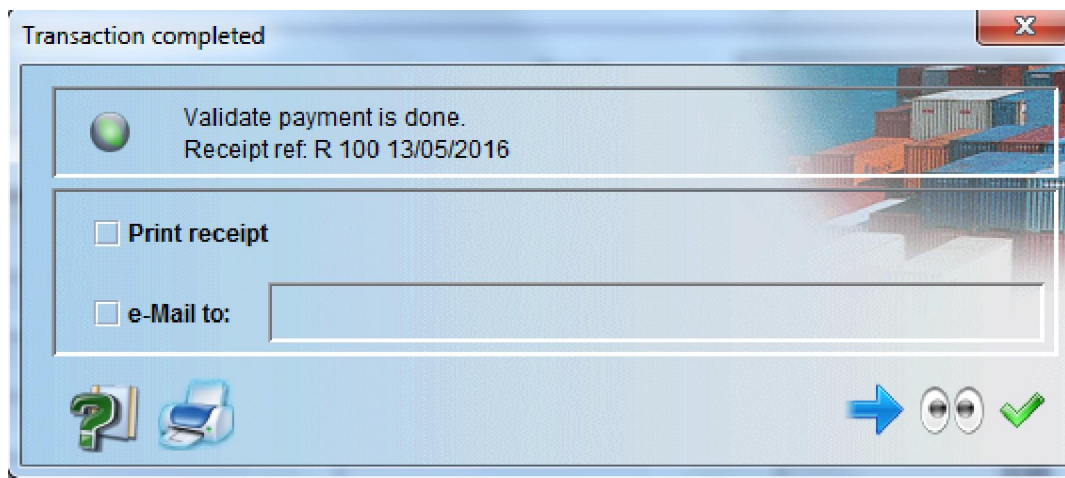 Transaction completed
Validate payment is done.
Receipt ref: R 100 13/05/2016
Print receipt
e-Mail to: